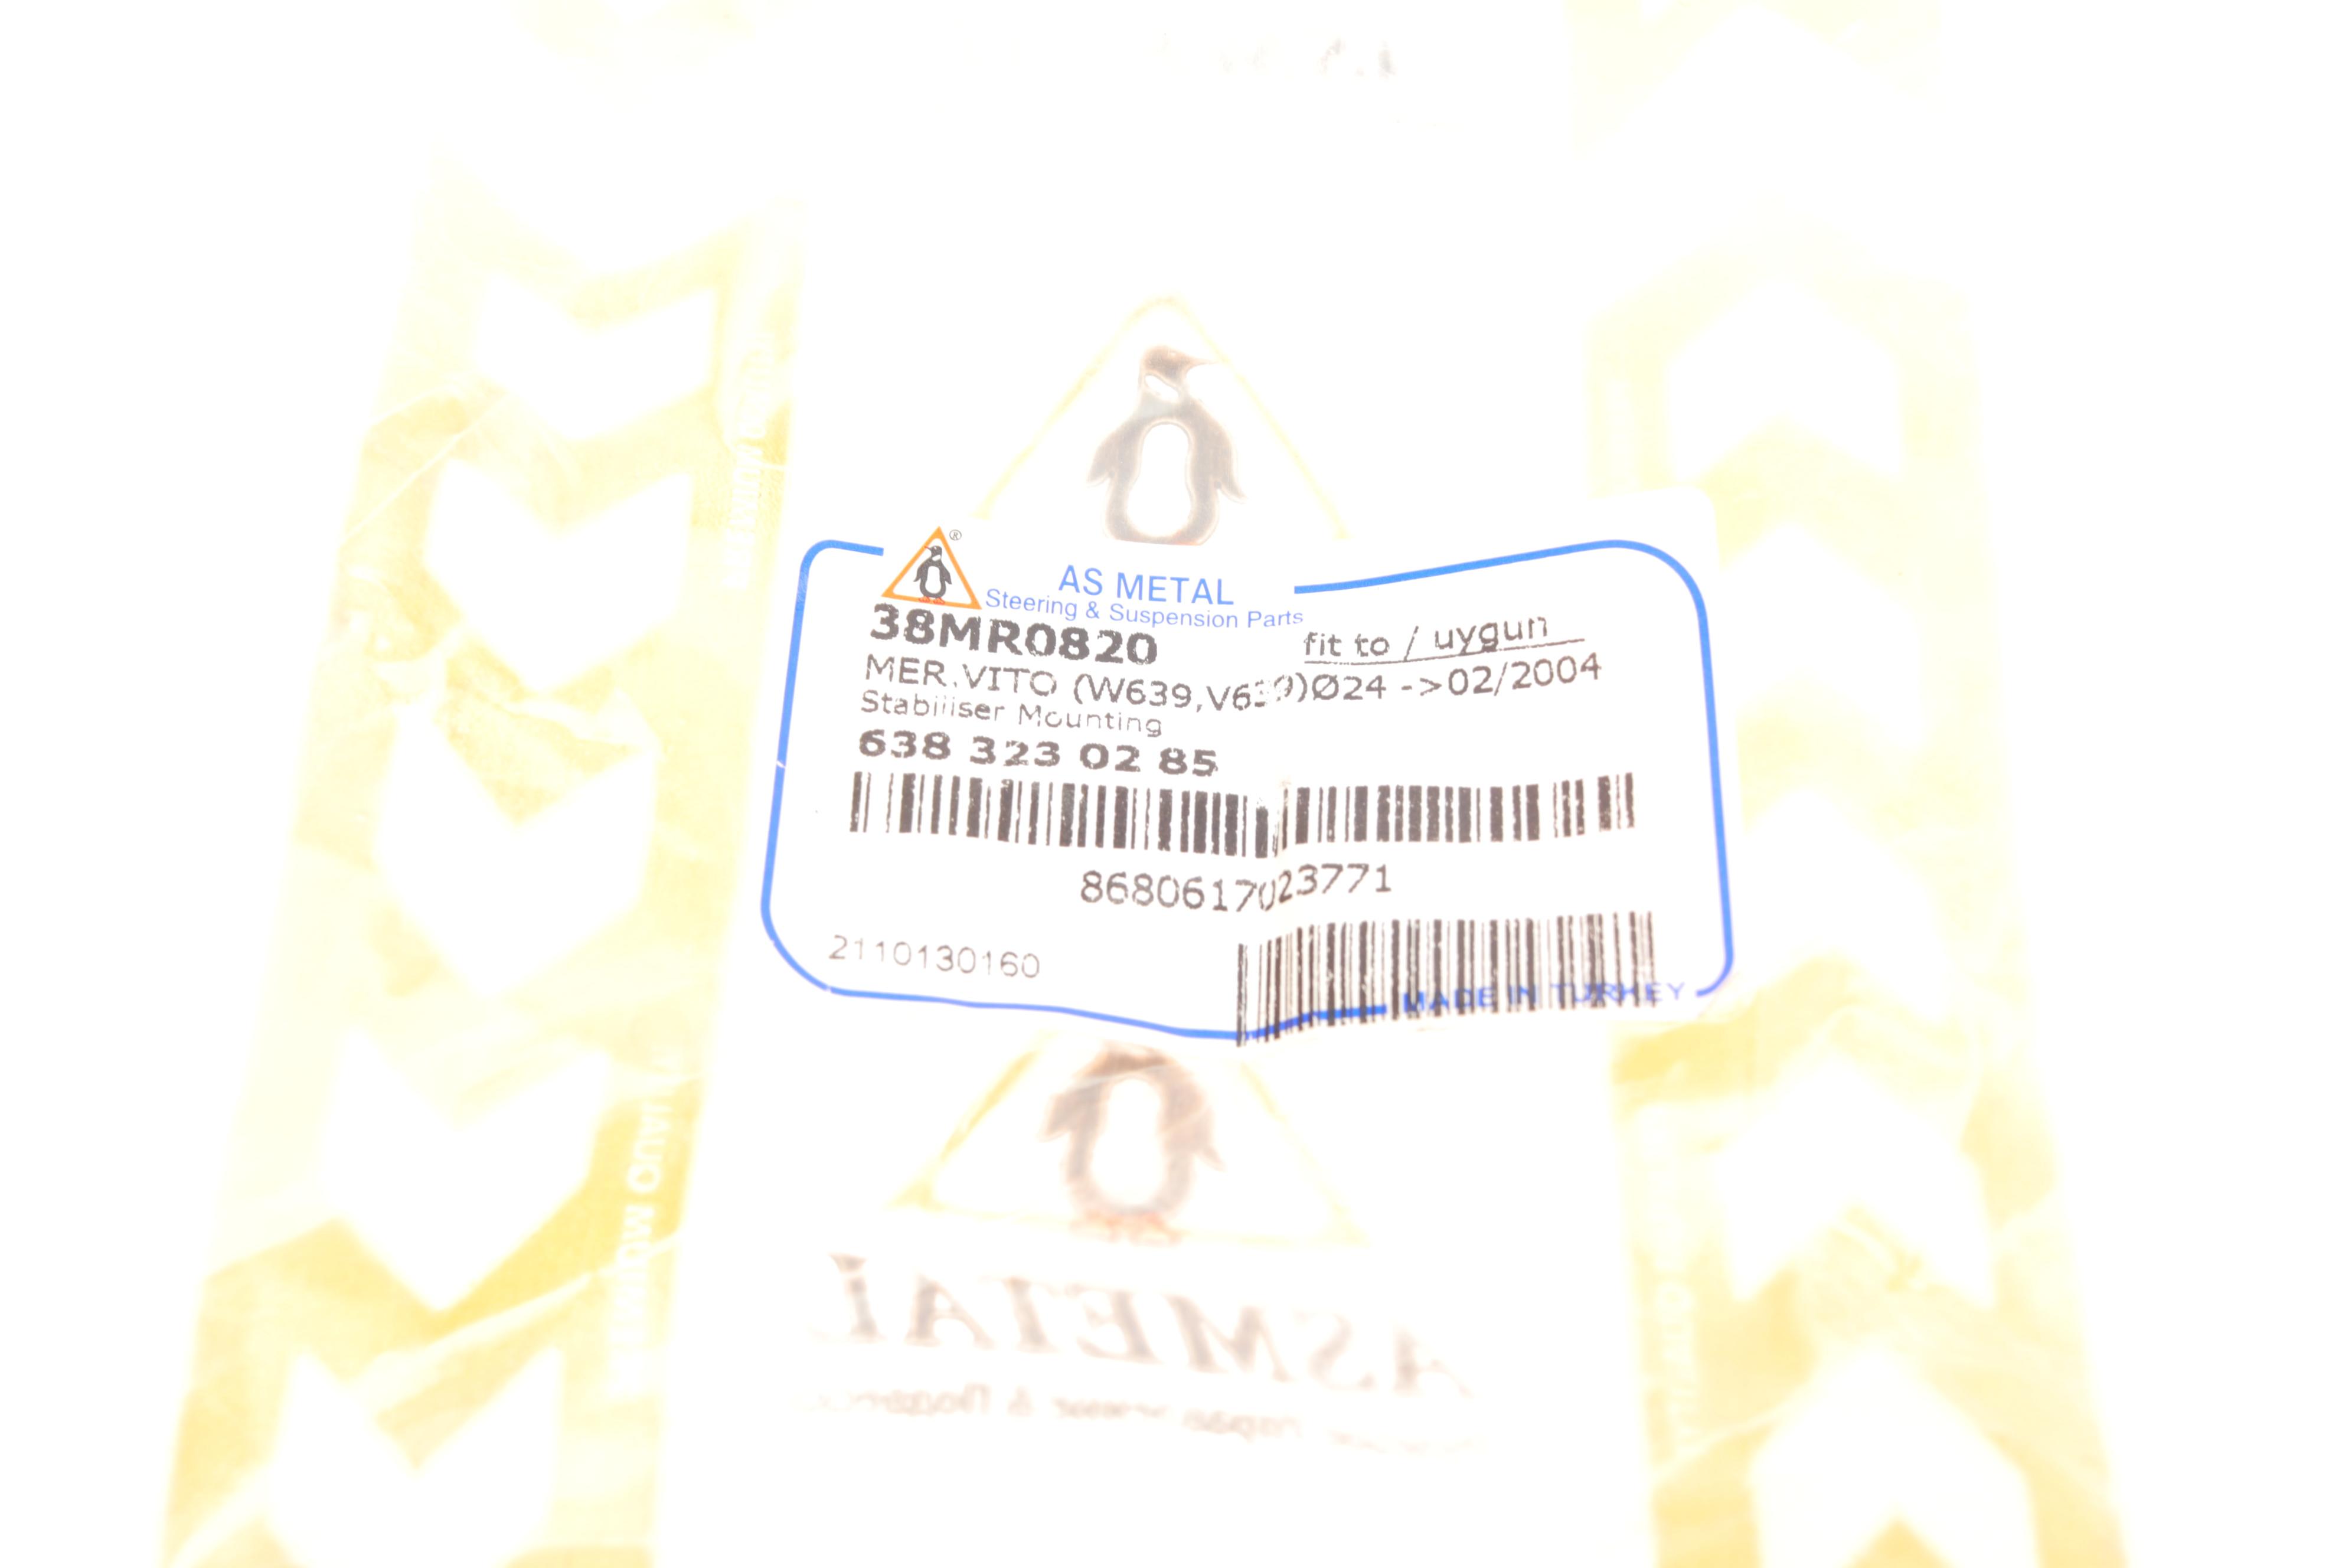 ®
AS METAL
Steering & Suspension Parts
38MR0820
fit to / uygun
MER.VITO (W639,V639)Ø24 ->02/2004
Stabiliser Mounting
638 323 02 85
8680617023771
2110130160
MADE IN TURKEY
ASMETAL